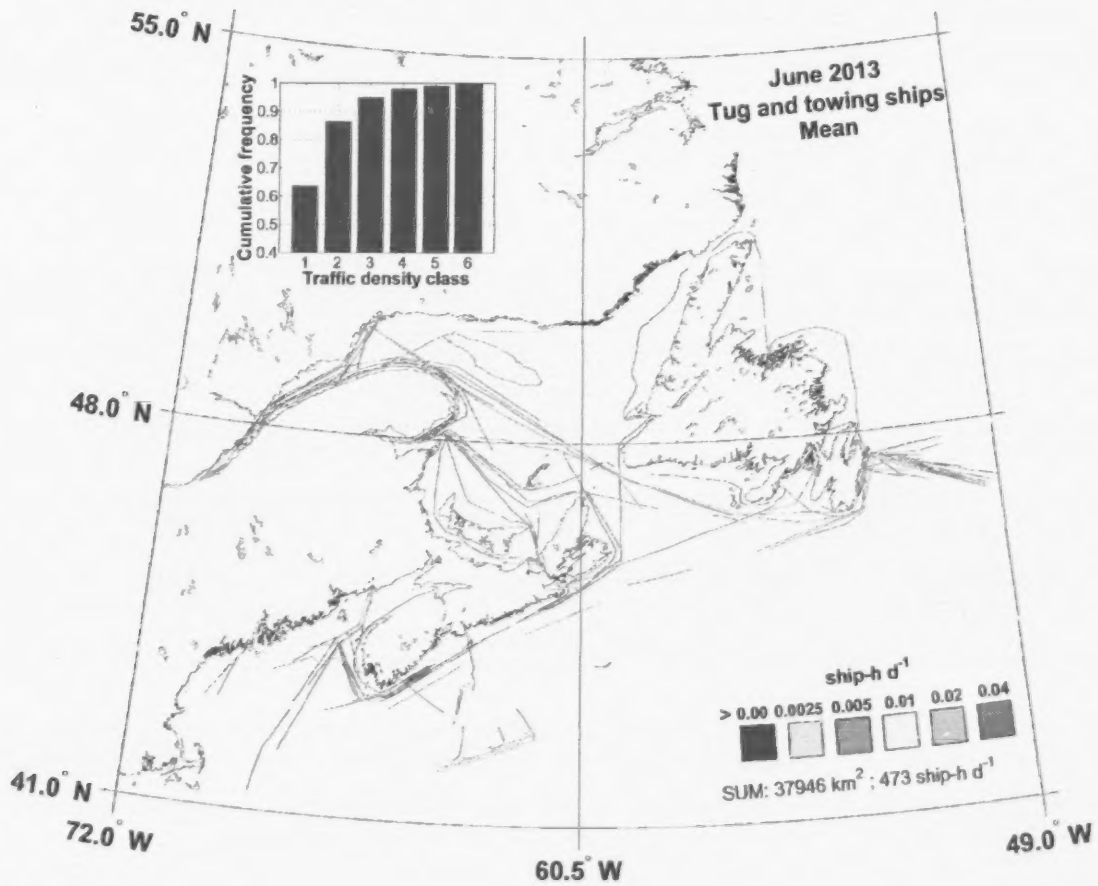 55.0° N
June 2013
Tug and towing ships
Mean
Cumulative frequency
1
0.9
0.8
0.7
0.6
0.5
0.4
1 2 3 4 5 6
Traffic density class
48.0° N
ship-h d⁻¹
> 0.00 0.0025 0.005 0.01 0.02 0.04
SUM: 37946 km² ; 473 ship-h d⁻¹
41.0° N
72.0° W
60.5° W
49.0° W